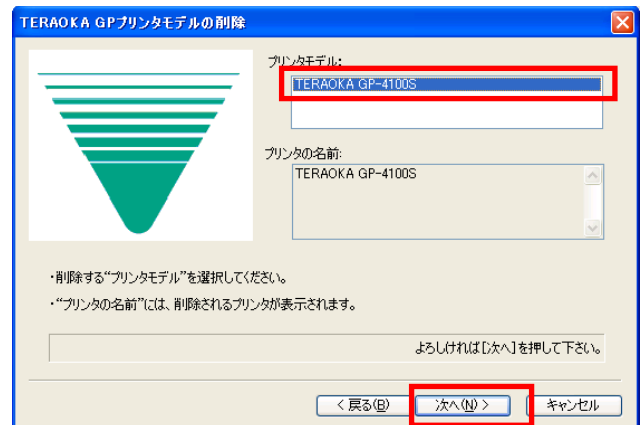 TERAOKA GPプリンタモデルの削除
プリンタモデル:
TERAOKA GP-4100S
プリンタの名前:
TERAOKA GP-4100S
・削除する“プリンタモデル”を選択してください。
・“プリンタの名前”には、削除されるプリンタが表示されます。
よろしければ[次へ]を押して下さい。
< 戻る(B)
次へ(N) >
キャンセル